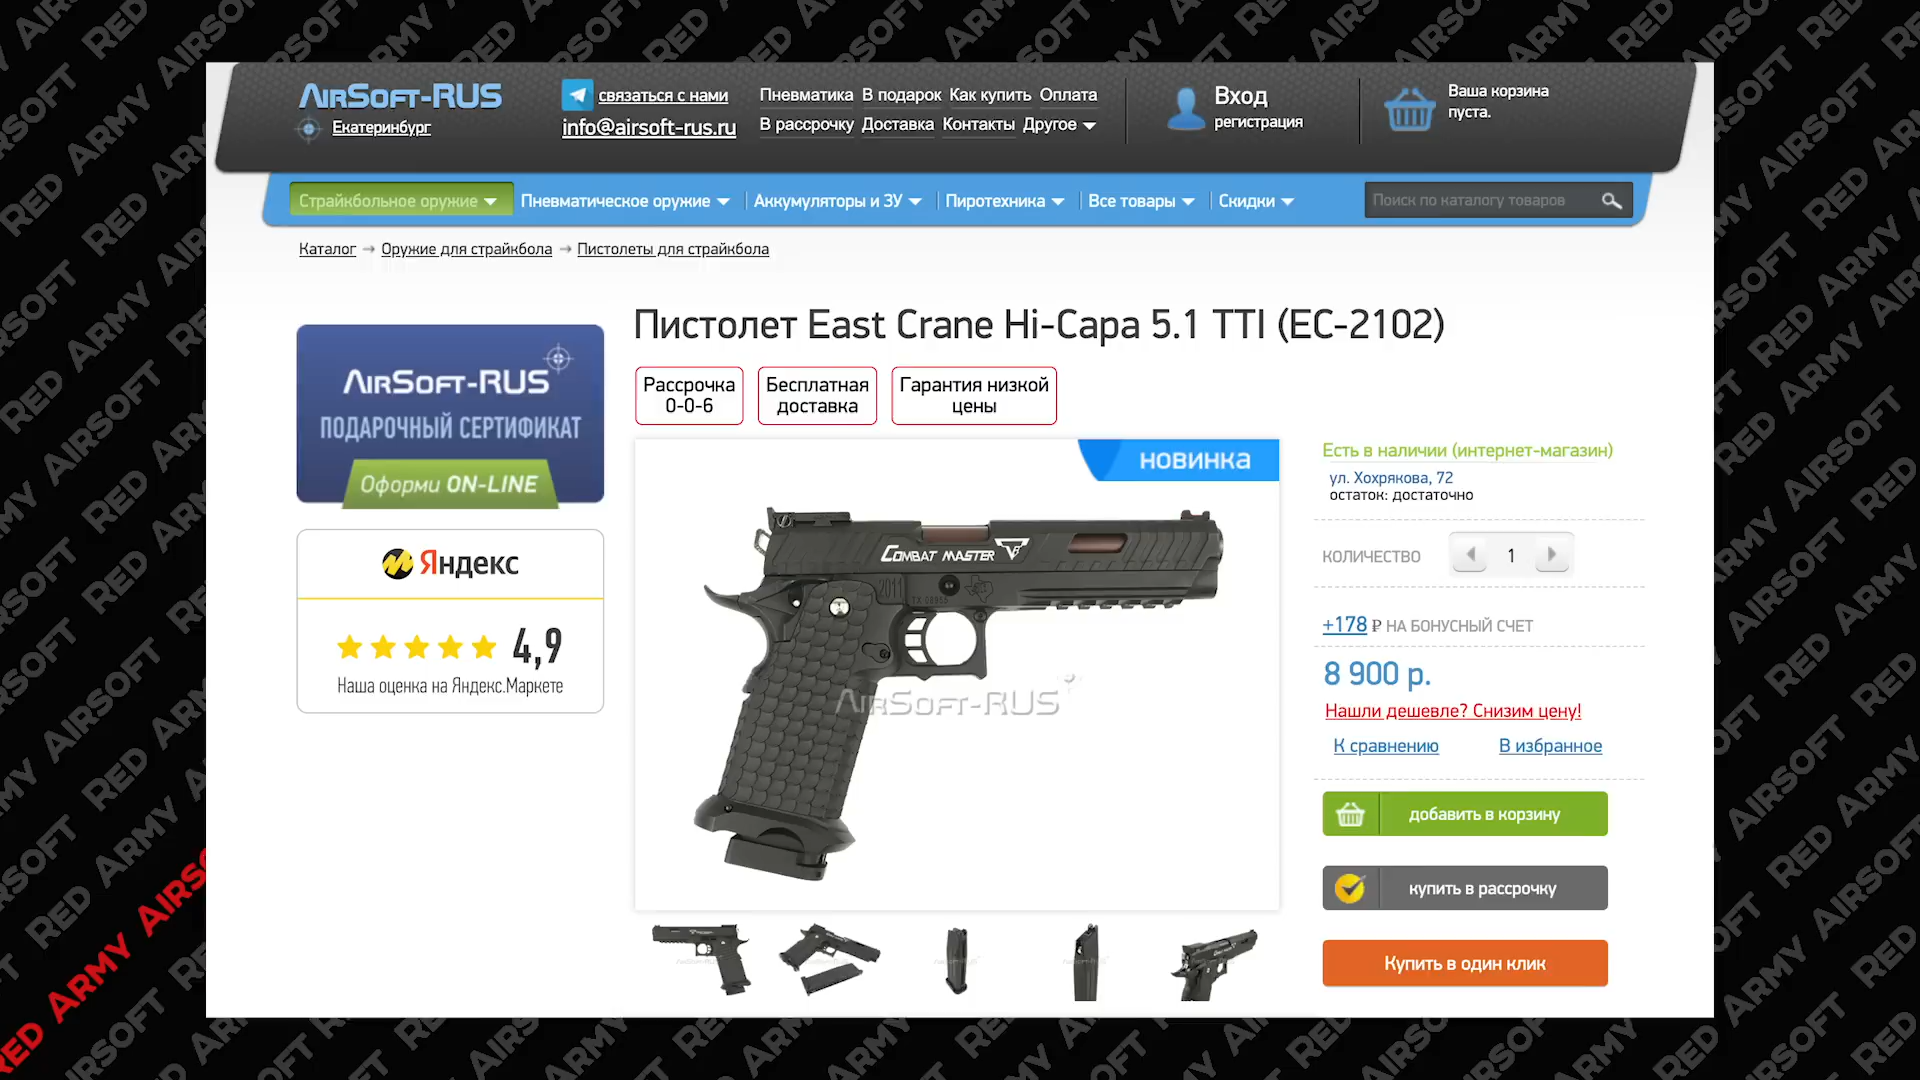 AirSoft-RUS
Екатеринбург
связаться с нами
info@airsoft-rus.ru
Пневматика В подарок Как купить Оплата
В рассрочку Доставка Контакты Другое
Вход
регистрация
Ваша корзина
пуста.
Страйкбольное оружие Пневматическое оружие Аккумуляторы и ЗУ Пиротехника Все товары Скидки Поиск по каталогу товаров
Каталог → Оружие для страйкбола → Пистолеты для страйкбола
Пистолет East Crane Hi-Capa 5.1 TTI (EC-2102)
Рассрочка
0-0-6
Бесплатная
доставка
Гарантия низкой
цены
AirSoft-RUS
ПОДАРОЧНЫЙ СЕРТИФИКАТ
Оформи ON-LINE
Яндекс
4,9
Наша оценка на Яндекс.Маркете
новинка
COMBAT MASTER
2011
AirSoft-RUS
Есть в наличии (интернет-магазин)
ул. Хохрякова, 72
остаток: достаточно
КОЛИЧЕСТВО 1
+178 ₽ НА БОНУСНЫЙ СЧЕТ
8 900 р.
Нашли дешевле? Снизим цену!
К сравнению В избранное
добавить в корзину
купить в рассрочку
Купить в один клик
RED ARMY AIRSOFT